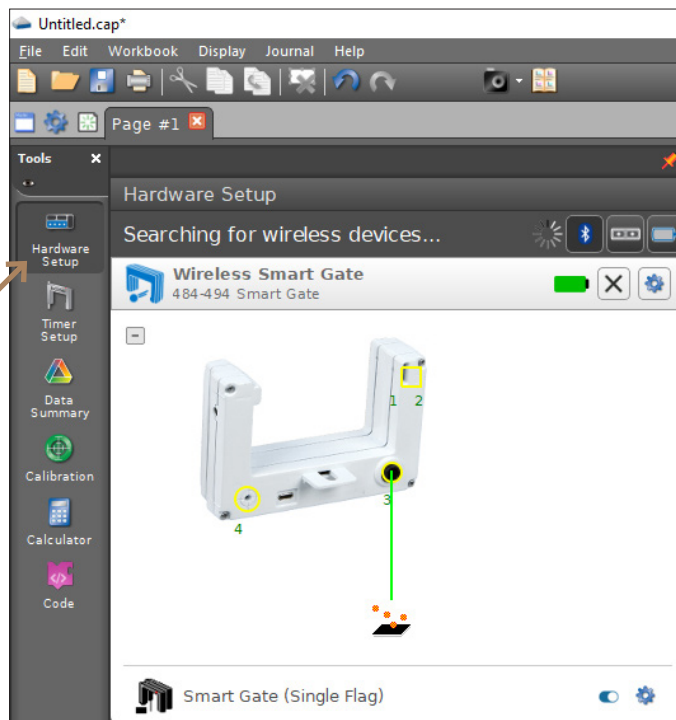 Untitled.cap*
File Edit Workbook Display Journal Help
Page #1
Tools
Hardware Setup
Searching for wireless devices...
Hardware
Setup
Wireless Smart Gate
484-494 Smart Gate
Timer
Setup
Data
Summary
Calibration
Calculator
Code
1 2
3
4
Smart Gate (Single Flag)